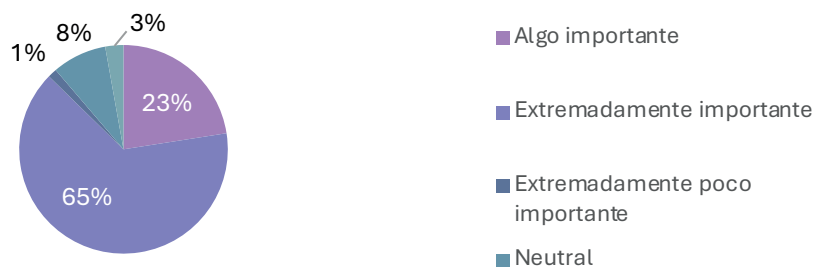 3%
8%
1%
23%
65%
Algo importante
Extremadamente importante
Extremadamente poco
importante
Neutral